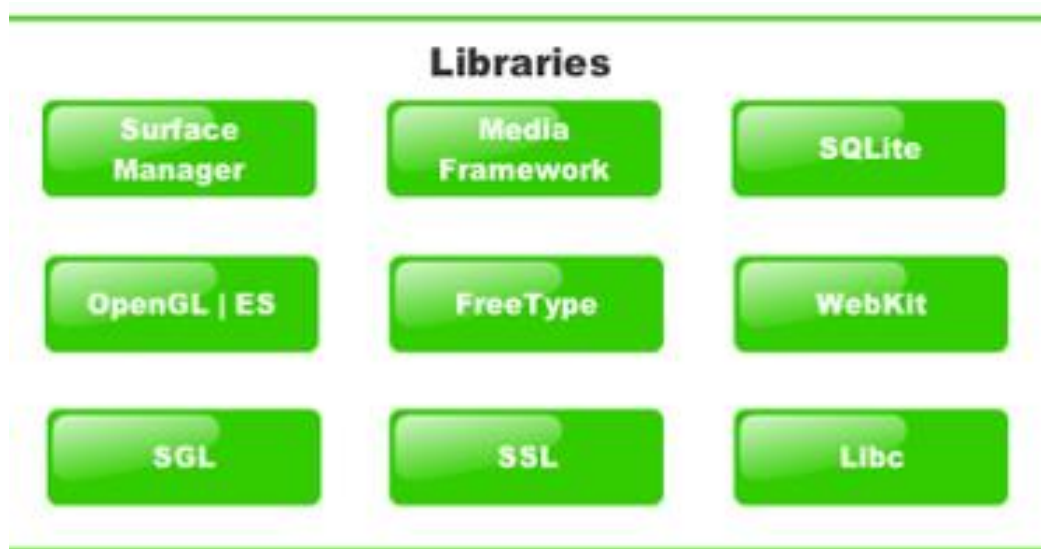 Libraries
Surface
Manager
Media
Framework
SQLite
OpenGL | ES
FreeType
WebKit
SGL
SSL
Libc